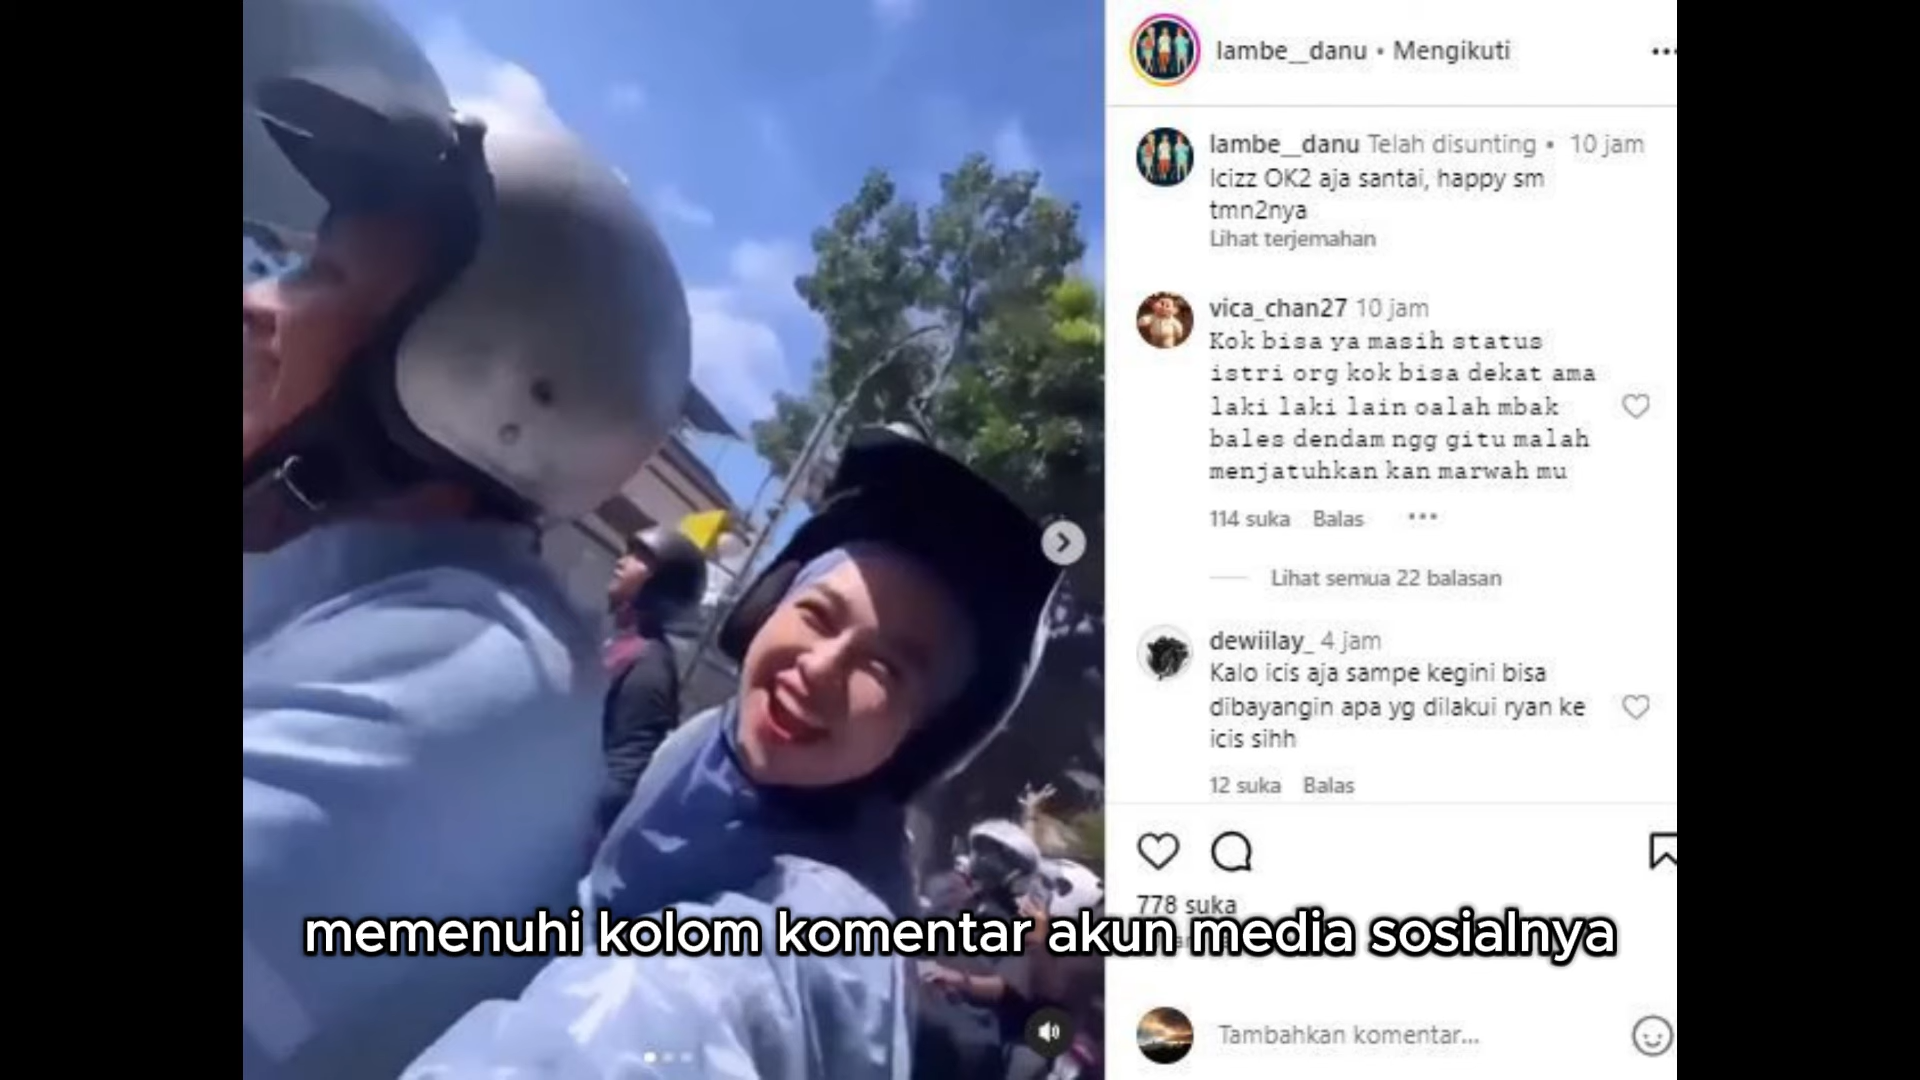 lambe__danu • Mengikuti
lambe__danu Telah disunting • 10 jam
Icizz OK2 aja santai, happy sm
tmn2nya
Lihat terjemahan
vica_chan27 10 jam
Kok bisa ya masih status
istri org kok bisa dekat ama
laki laki lain oalah mbak
bales dendam ngg gitu malah
menjatuhkan kan marwah mu
114 suka Balas
Lihat semua 22 balasan
dewiilay_ 4 jam
Kalo icis aja sampe kegini bisa
dibayangin apa yg dilakui ryan ke
icis sihh
12 suka Balas
778 suka
memenuhi kolom komentar akun media sosialnya
Tambahkan komentar...